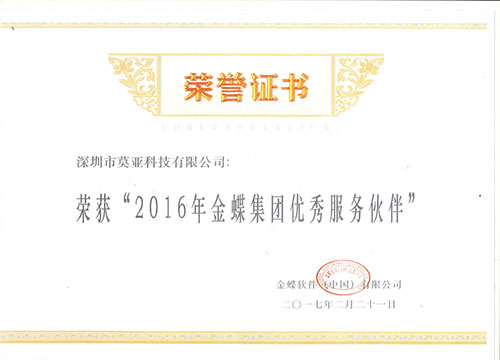 荣誉证书
CONGRATULATION
深圳市莫亚科技有限公司:
荣获“2016年金蝶集团优秀服务伙伴”
金蝶软件（中国）有限公司
二〇一七年二月二十一日